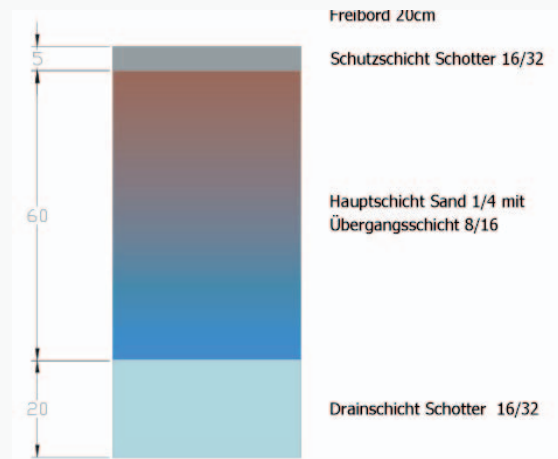 Freibord 20cm
5
Schutzschicht Schotter 16/32
60
Hauptschicht Sand 1/4 mit
Übergangsschicht 8/16
20
Drainschicht Schotter 16/32